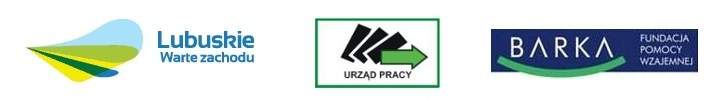 Lubuskie
Warte zachodu
URZĄD PRACY
BARKA
FUNDACJA
POMOCY
WZAJEMNEJ